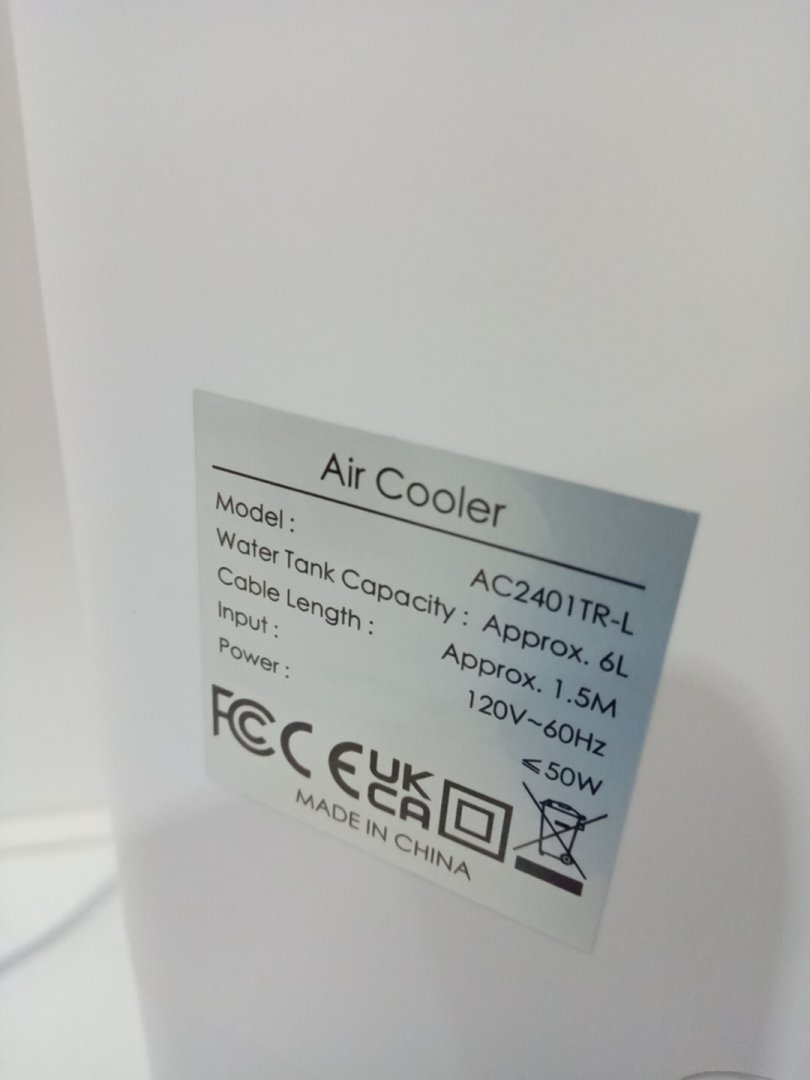 Air Cooler
Model : AC2401TR-L
Water Tank Capacity : Approx. 6L
Cable Length : Approx. 1.5M
Input : 120V~60Hz
Power : ≤50W
FCC CE UK CA
MADE IN CHINA